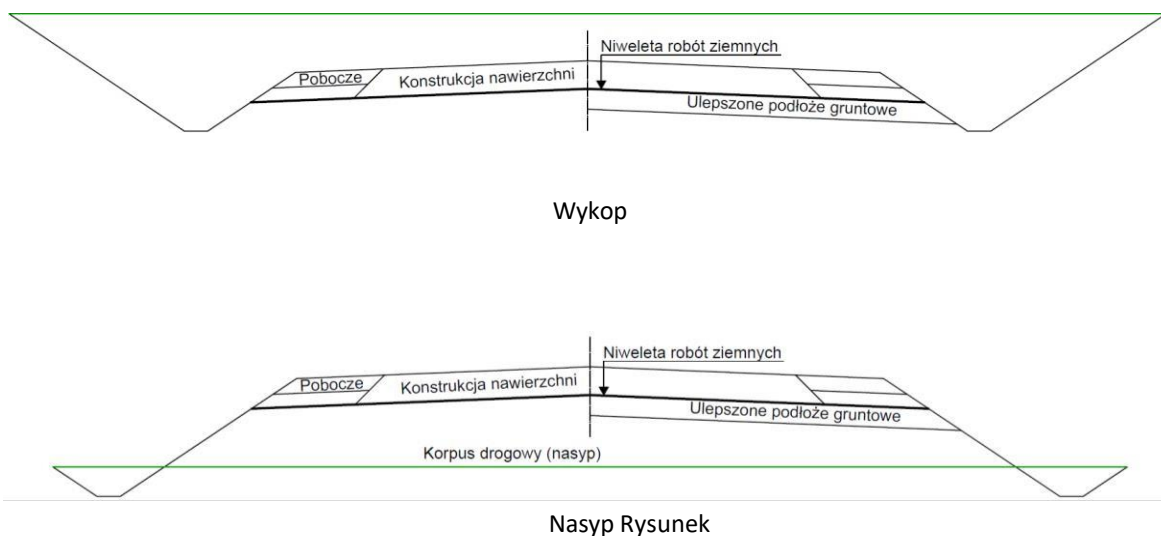 Niweleta robót ziemnych
Pobocze
Konstrukcja nawierzchni
Ulepszone podłoże gruntowe
Wykop
Niweleta robót ziemnych
Pobocze
Konstrukcja nawierzchni
Ulepszone podłoże gruntowe
Korpus drogowy (nasyp)
Nasyp Rysunek